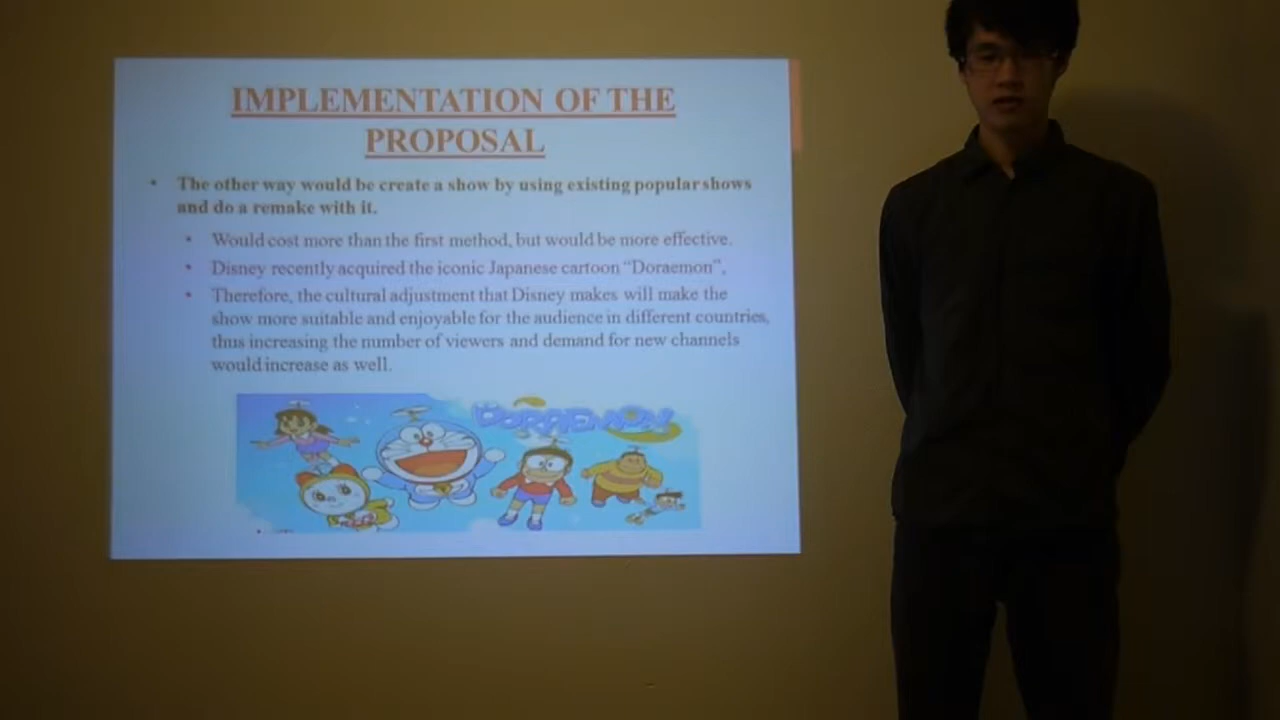 IMPLEMENTATION OF THE
PROPOSAL
• The other way would be create a show by using existing popular shows
and do a remake with it.
• Would cost more than the first method, but would be more effective.
• Disney recently acquired the iconic Japanese cartoon “Doraemon”.
• Therefore, the cultural adjustment that Disney makes will make the
show more suitable and enjoyable for the audience in different countries,
thus increasing the number of viewers and demand for new channels
would increase as well.
DORAEMON